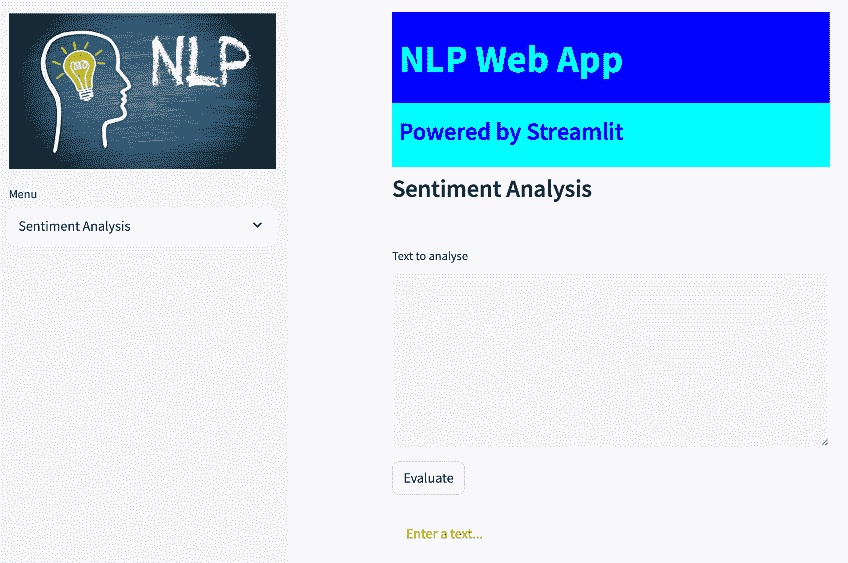 NLP
Menu
Sentiment Analysis
NLP Web App
Powered by Streamlit
Sentiment Analysis
Text to analyse
Evaluate
Enter a text...